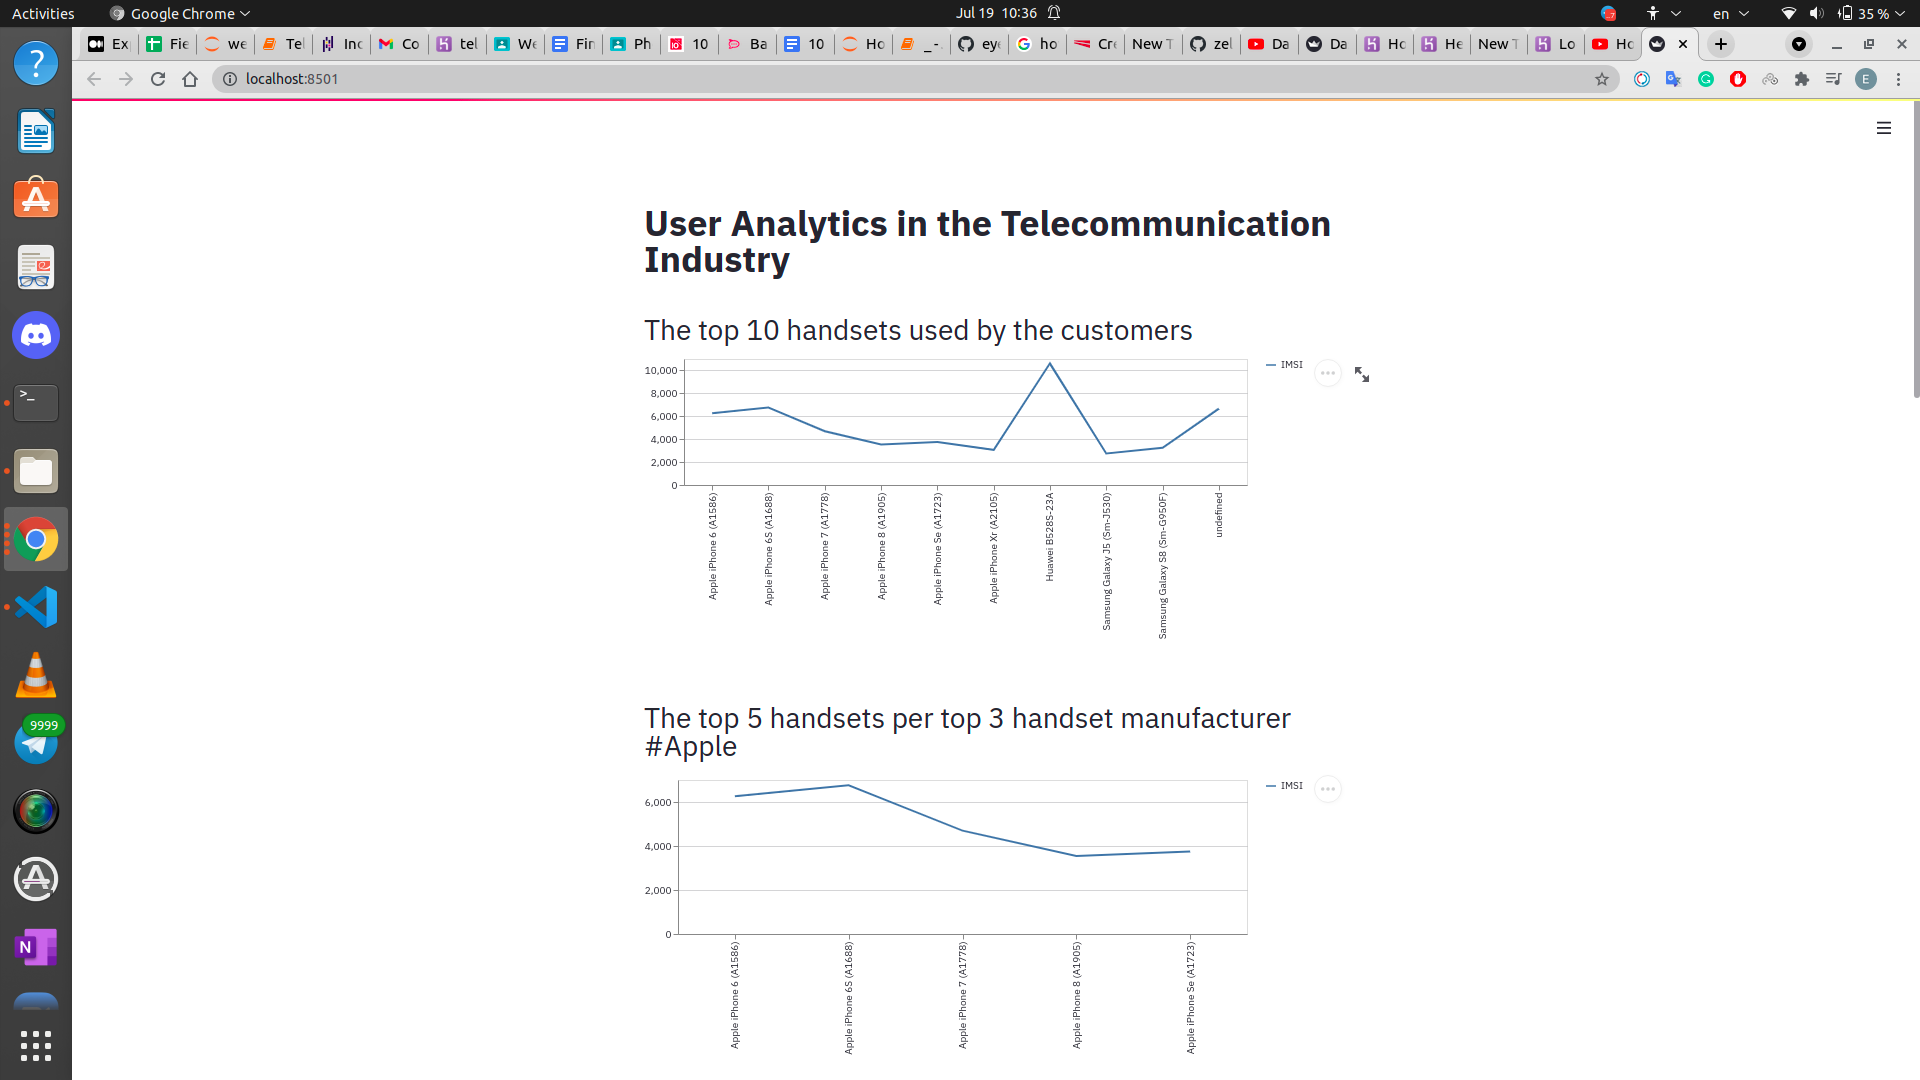 Activities
Google Chrome
Jul 19 10:36
en
35 %
Ex
Fie
we
Tel
Inc
Co
tel
We
Fin
Ph
10
Ba
10
Ho
_-
eye
ho
Cre
New T
zel
Da
Da
Ho
He
New T
Lo
Ho
localhost:8501
E
User Analytics in the Telecommunication
Industry
The top 10 handsets used by the customers
IMSI
10,000
8,000
6,000
4,000
2,000
0
Apple iPhone 6 (A1586)
Apple iPhone 6S (A1688)
Apple iPhone 7 (A1778)
Apple iPhone 8 (A1905)
Apple iPhone Se (A1723)
Apple iPhone Xr (A2105)
Huawei B528S-23A
Samsung Galaxy J5 (Sm-J530)
Samsung Galaxy S8 (Sm-G950F)
undefined
The top 5 handsets per top 3 handset manufacturer
#Apple
IMSI
6,000
4,000
2,000
0
Apple iPhone 6 (A1586)
Apple iPhone 6S (A1688)
Apple iPhone 7 (A1778)
Apple iPhone 8 (A1905)
Apple iPhone Se (A1723)
9999
N